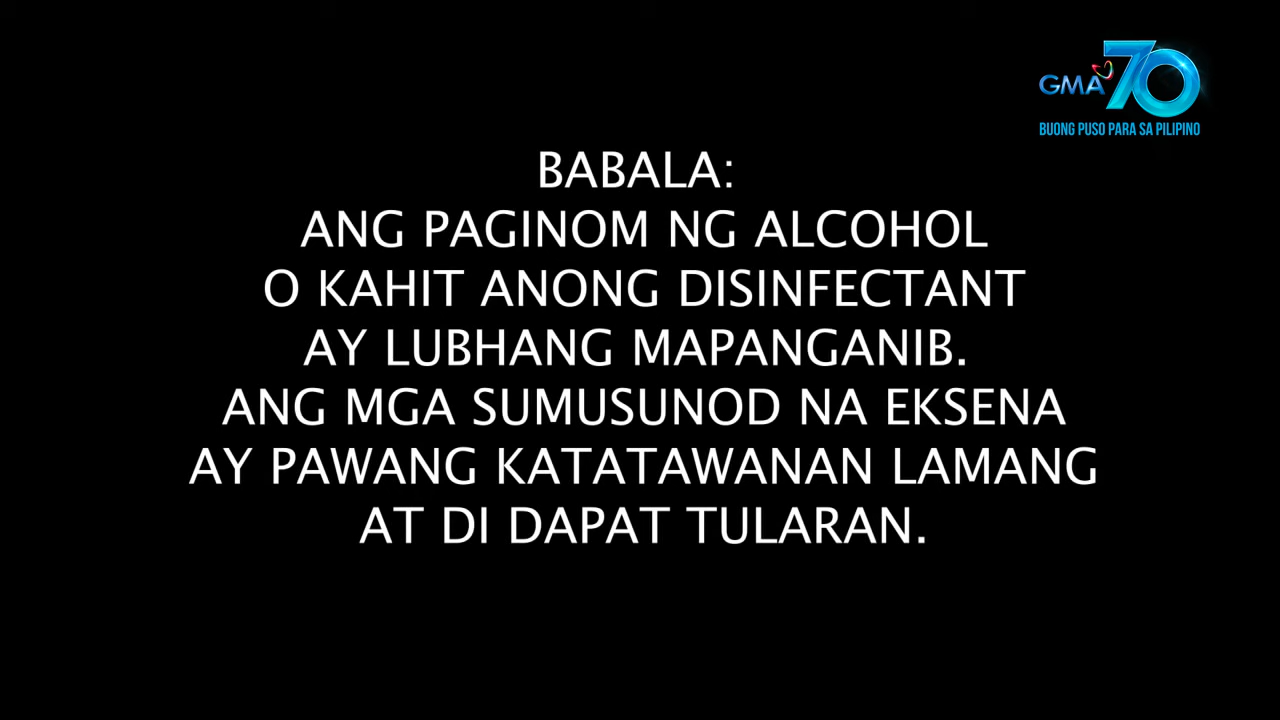 GMA 70
BUONG PUSO PARA SA PILIPINO
BABALA:
ANG PAGINOM NG ALCOHOL
O KAHIT ANONG DISINFECTANT
AY LUBHANG MAPANGANIB.
ANG MGA SUMUSUNOD NA EKSENA
AY PAWANG KATATAWANAN LAMANG
AT DI DAPAT TULARAN.